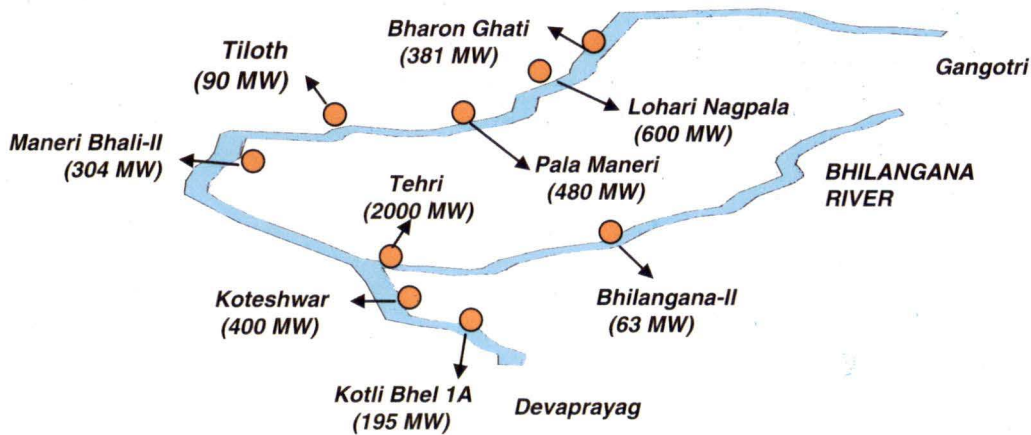 Bharon Ghati
(381 MW)
Tiloth
(90 MW)
Gangotri
Lohari Nagpala
(600 MW)
Maneri Bhali-II
(304 MW)
Pala Maneri
(480 MW)
BHILANGANA
RIVER
Tehri
(2000 MW)
Koteshwar
(400 MW)
Bhilangana-II
(63 MW)
Kotli Bhel 1A
(195 MW)
Devaprayag